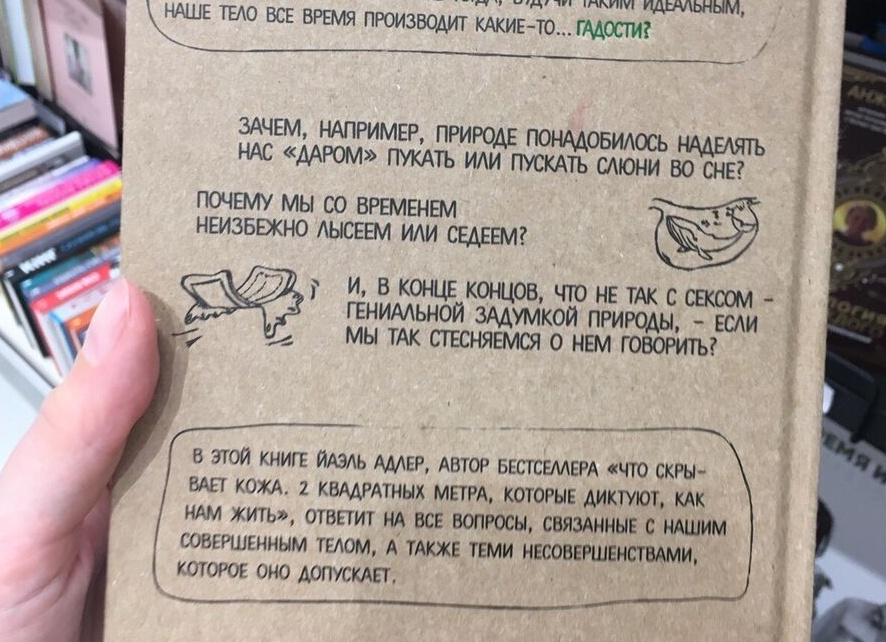 БУДУЧИ ТАКИМ ИДЕАЛЬНЫМ,
НАШЕ ТЕЛО ВСЕ ВРЕМЯ ПРОИЗВОДИТ КАКИЕ-ТО... ГАДОСТИ?
ЗАЧЕМ, НАПРИМЕР, ПРИРОДЕ ПОНАДОБИЛОСЬ НАДЕЛЯТЬ
НАС «ДАРОМ» ПУКАТЬ ИЛИ ПУСКАТЬ СЛЮНИ ВО СНЕ?
ПОЧЕМУ МЫ СО ВРЕМЕНЕМ
НЕИЗБЕЖНО ЛЫСЕЕМ ИЛИ СЕДЕЕМ?
И, В КОНЦЕ КОНЦОВ, ЧТО НЕ ТАК С СЕКСОМ –
ГЕНИАЛЬНОЙ ЗАДУМКОЙ ПРИРОДЫ, – ЕСЛИ
МЫ ТАК СТЕСНЯЕМСЯ О НЕМ ГОВОРИТЬ?
В ЭТОЙ КНИГЕ ЙАЭЛЬ АДЛЕР, АВТОР БЕСТСЕЛЛЕРА «ЧТО СКРЫ-
ВАЕТ КОЖА. 2 КВАДРАТНЫХ МЕТРА, КОТОРЫЕ ДИКТУЮТ, КАК
НАМ ЖИТЬ», ОТВЕТИТ НА ВСЕ ВОПРОСЫ, СВЯЗАННЫЕ С НАШИМ
СОВЕРШЕННЫМ ТЕЛОМ, А ТАКЖЕ ТЕМИ НЕСОВЕРШЕНСТВАМИ,
КОТОРОЕ ОНО ДОПУСКАЕТ.